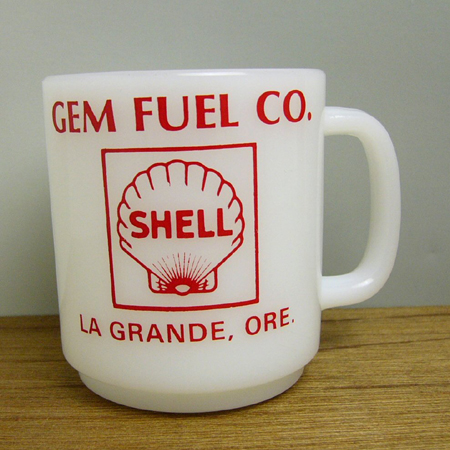 GEM FUEL CO.
SHELL
LA GRANDE, ORE.